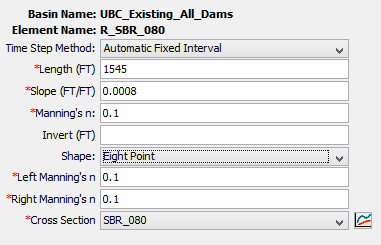 Basin Name: UBC_Existing_All_Dams
Element Name: R_SBR_080
Time Step Method: Automatic Fixed Interval
*Length (FT) 1545
*Slope (FT/FT) 0.0008
*Manning's n: 0.1
Invert (FT)
Shape: Eight Point
*Left Manning's n 0.1
*Right Manning's n 0.1
*Cross Section SBR_080